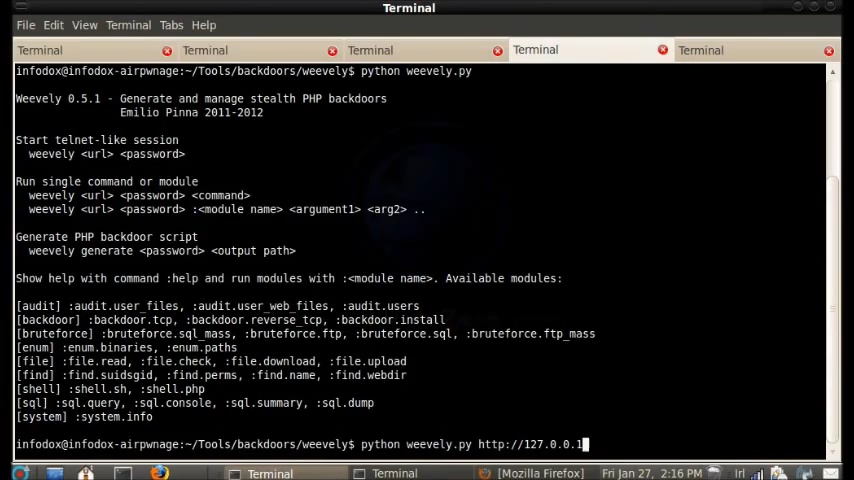 Terminal
File Edit View Terminal Tabs Help
Terminal Terminal Terminal Terminal Terminal
infodox@infodox-airpwnage:~/Tools/backdoors/weevely$ python weevely.py
Weevely 0.5.1 - Generate and manage stealth PHP backdoors
Emilio Pinna 2011-2012
Start telnet-like session
weevely <url> <password>
Run single command or module
weevely <url> <password> <command>
weevely <url> <password> :<module name> <argument1> <arg2> ..
Generate PHP backdoor script
weevely generate <password> <output path>
Show help with command :help and run modules with :<module name>. Available modules:
[audit] :audit.user_files, :audit.user_web_files, :audit.users
[backdoor] :backdoor.tcp, :backdoor.reverse_tcp, :backdoor.install
[bruteforce] :bruteforce.sql_mass, :bruteforce.ftp, :bruteforce.sql, :bruteforce.ftp_mass
[enum] :enum.binaries, :enum.paths
[file] :file.read, :file.check, :file.download, :file.upload
[find] :find.suidsgid, :find.perms, :find.name, :find.webdir
[shell] :shell.sh, :shell.php
[sql] :sql.query, :sql.console, :sql.summary, :sql.dump
[system] :system.info
infodox@infodox-airpwnage:~/Tools/backdoors/weevely$ python weevely.py http://127.0.0.1
Terminal Terminal [Mozilla Firefox] Fri Jan 27, 2:16 PM Irl